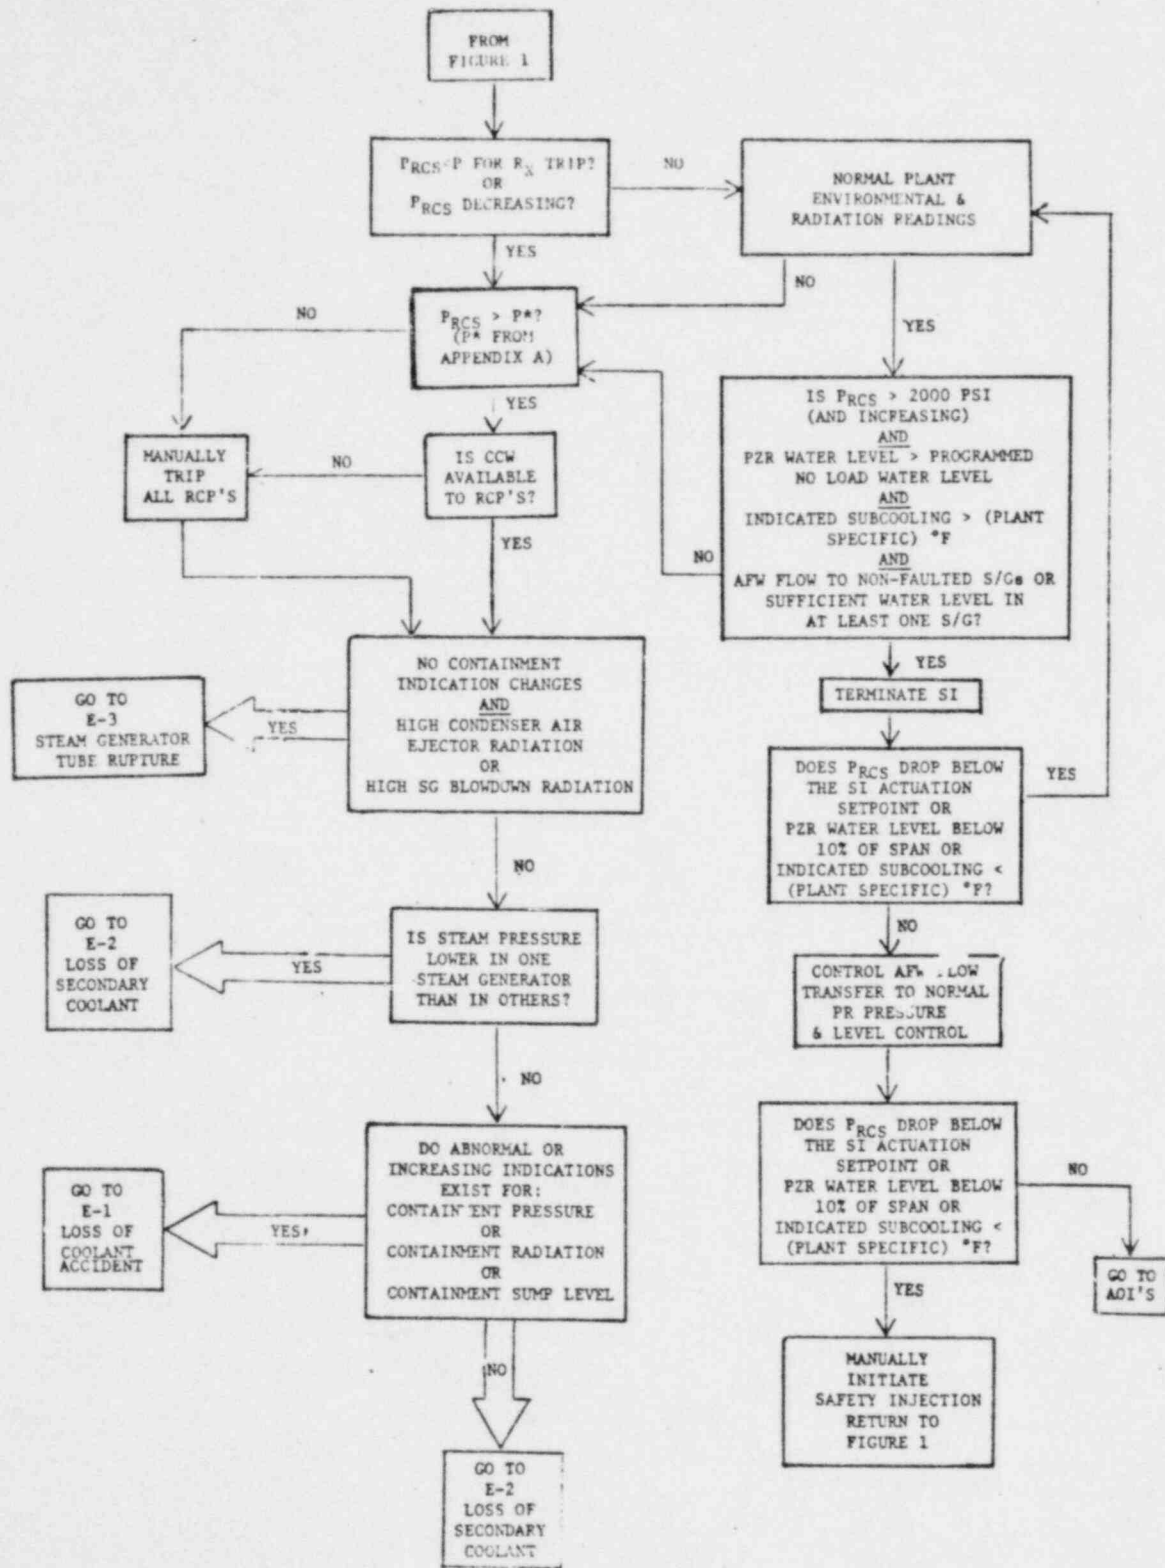 FROM
FIGURE 1
PRCS<P FOR RX TRIP?
OR
PRCS DECREASING?
NO
NORMAL PLANT
ENVIRONMENTAL &
RADIATION READINGS
YES
NO
YES
NO
PRCS > P*?
(P* FROM
APPENDIX A)
YES
IS PRCS > 2000 PSI
(AND INCREASING)
AND
PZR WATER LEVEL > PROGRAMMED
NO LOAD WATER LEVEL
AND
INDICATED SUBCOOLING > (PLANT
SPECIFIC) °F
AND
AFW FLOW TO NON-FAULTED S/Gs OR
SUFFICIENT WATER LEVEL IN
AT LEAST ONE S/G?
NO
MANUALLY
TRIP
ALL RCP'S
NO
IS CCW
AVAILABLE
TO RCP'S?
YES
YES
TERMINATE SI
NO CONTAINMENT
INDICATION CHANGES
AND
HIGH CONDENSER AIR
EJECTOR RADIATION
OR
HIGH SG BLOWDOWN RADIATION
YES
GO TO
E-3
STEAM GENERATOR
TUBE RUPTURE
NO
DOES PRCS DROP BELOW
THE SI ACTUATION
SETPOINT OR
PZR WATER LEVEL BELOW
10% OF SPAN OR
INDICATED SUBCOOLING <
(PLANT SPECIFIC) °F?
YES
NO
GO TO
E-2
LOSS OF
SECONDARY
COOLANT
YES
IS STEAM PRESSURE
LOWER IN ONE
STEAM GENERATOR
THAN IN OTHERS?
NO
CONTROL AFW
TRANSFER TO NORMAL
PR PRESSURE
& LEVEL CONTROL
GO TO
E-1
LOSS OF
COOLANT
ACCIDENT
YES
DO ABNORMAL OR
INCREASING INDICATIONS
EXIST FOR:
PRESSURE
OR
CONTAINMENT RADIATION
OR
CONTAINMENT SUMP LEVEL
NO
DOES PRCS DROP BELOW
THE SI ACTUATION
SETPOINT OR
PZR WATER LEVEL BELOW
10% OF SPAN OR
INDICATED SUBCOOLING <
(PLANT SPECIFIC) °F?
NO
GO TO
AOI'S
YES
MANUALLY
INITIATE
SAFETY INJECTION
RETURN TO
FIGURE 1
GO TO
E-2
LOSS OF
SECONDARY
COOLANT